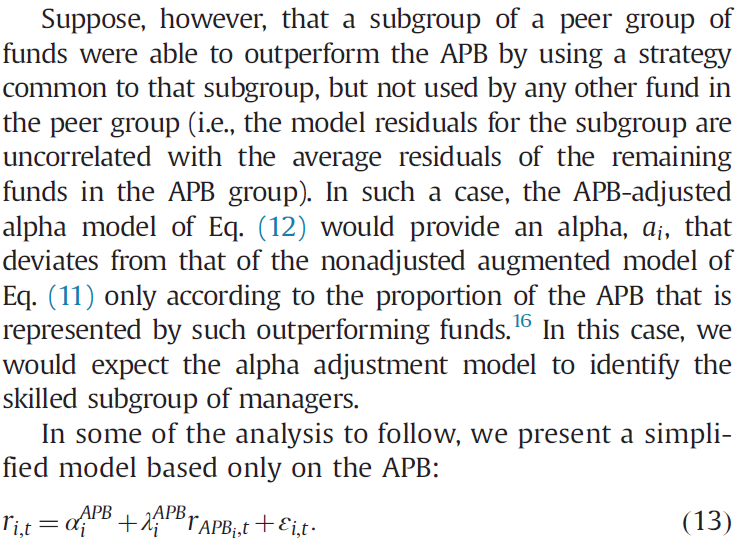 Suppose, however, that a subgroup of a peer group of
funds were able to outperform the APB by using a strategy
common to that subgroup, but not used by any other fund in
the peer group (i.e., the model residuals for the subgroup are
uncorrelated with the average residuals of the remaining
funds in the APB group). In such a case, the APB-adjusted
alpha model of Eq. (12) would provide an alpha, aᵢ, that
deviates from that of the nonadjusted augmented model of
Eq. (11) only according to the proportion of the APB that is
represented by such outperforming funds.¹⁶ In this case, we
would expect the alpha adjustment model to identify the
skilled subgroup of managers.
In some of the analysis to follow, we present a simpli-
fied model based only on the APB:
r_{i,t} = α_i^{APB} + λ_i^{APB} r_{APB_i,t} + ε_{i,t}. (13)